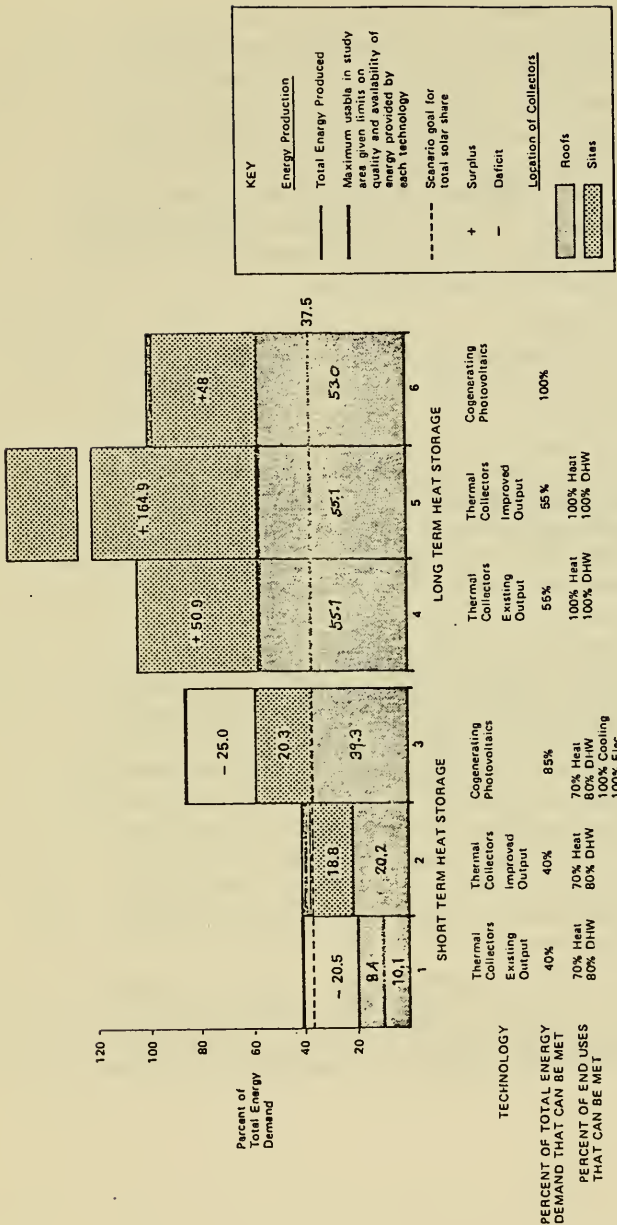 KEY
Energy Production
Total Energy Produced
Maximum usable in study
area given limits on
quality and availability of
energy provided by
each technology
Scenario goal for
total solar share
+ Surplus
− Deficit
Location of Collectors
Roofs
Sites
120
100
80
60
40
20
Percent of
Total Energy
Demand
- 20.5
10.1
18.8
20.2
- 25.0
20.3
39.3
+ 50.9
55.1
+ 164.9
55.1
+48
53.0
37.5
1 2 3 4 5 6
SHORT TERM HEAT STORAGE
LONG TERM HEAT STORAGE
TECHNOLOGY
Thermal
Collectors
Existing
Output
Thermal
Collectors
Improved
Output
Cogenerating
Photovoltaics
Thermal
Collectors
Existing
Output
Thermal
Collectors
Improved
Output
Cogenerating
Photovoltaics
PERCENT OF TOTAL ENERGY
DEMAND THAT CAN BE MET
40% 40% 85% 55% 55% 100%
PERCENT OF END USES
THAT CAN BE MET
70% Heat
80% DHW
70% Heat
80% DHW
70% Heat
80% DHW
100% Cooling
100% Elec
100% Heat
100% DHW
100% Heat
100% DHW